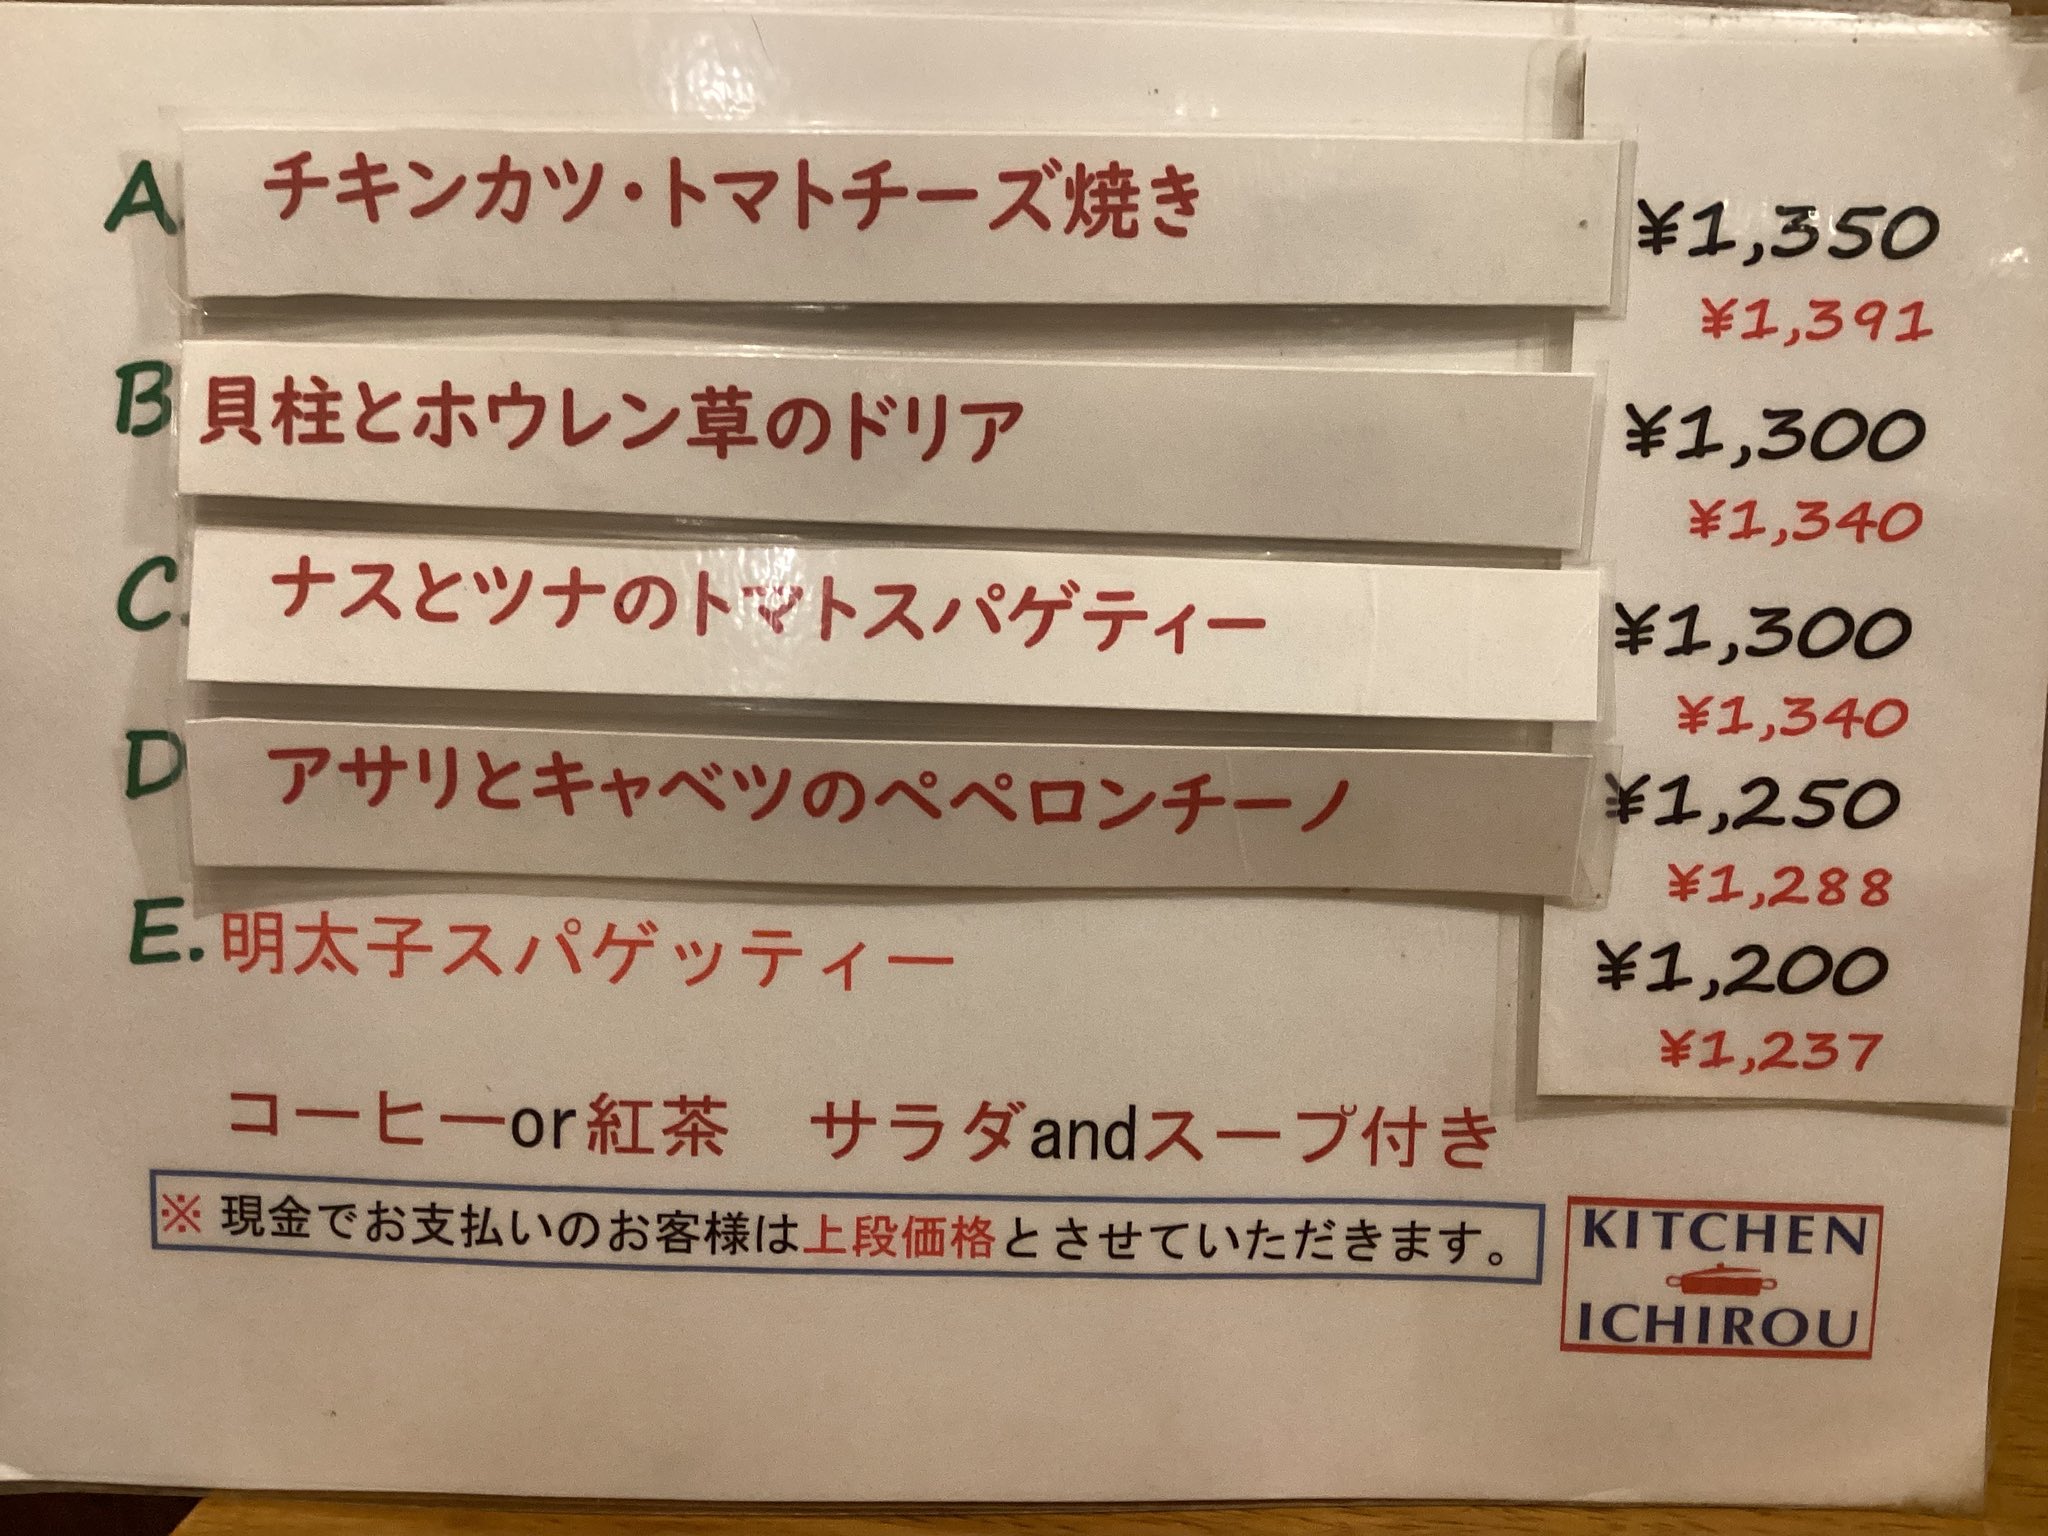 A. チキンカツ・トマトチーズ焼き ¥1,350
¥1,391
B 貝柱とホウレン草のドリア ¥1,300
¥1,340
C. ナスとツナのトマトスパゲティー ¥1,300
¥1,340
D アサリとキャベツのペペロンチーノ ¥1,250
¥1,288
E. 明太子スパゲッティー ¥1,200
¥1,237
コーヒーor紅茶 サラダandスープ付き
※ 現金でお支払いのお客様は上段価格とさせていただきます。
KITCHEN
ICHIROU